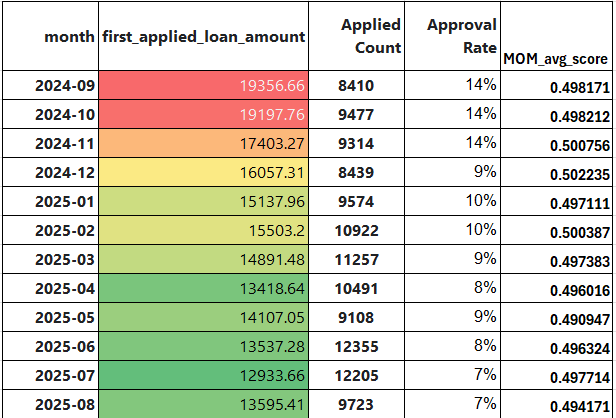 month first_applied_loan_amount Applied Count Approval Rate MOM_avg_score
2024-09 19356.66 8410 14% 0.498171
2024-10 19197.76 9477 14% 0.498212
2024-11 17403.27 9314 14% 0.500756
2024-12 16057.31 8439 9% 0.502235
2025-01 15137.96 9574 10% 0.497111
2025-02 15503.2 10922 10% 0.500387
2025-03 14891.48 11257 9% 0.497383
2025-04 13418.64 10491 8% 0.496016
2025-05 14107.05 9108 9% 0.490947
2025-06 13537.28 12355 8% 0.496324
2025-07 12933.66 12205 7% 0.497714
2025-08 13595.41 9723 7% 0.494171